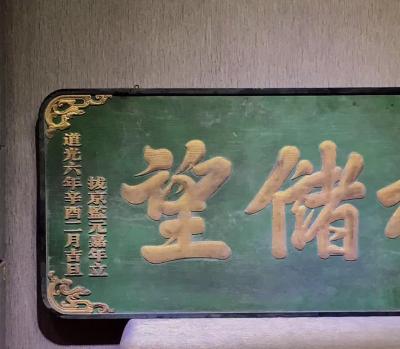 儲望
拔京監元嘉年立
道光六年辛酉二月吉旦